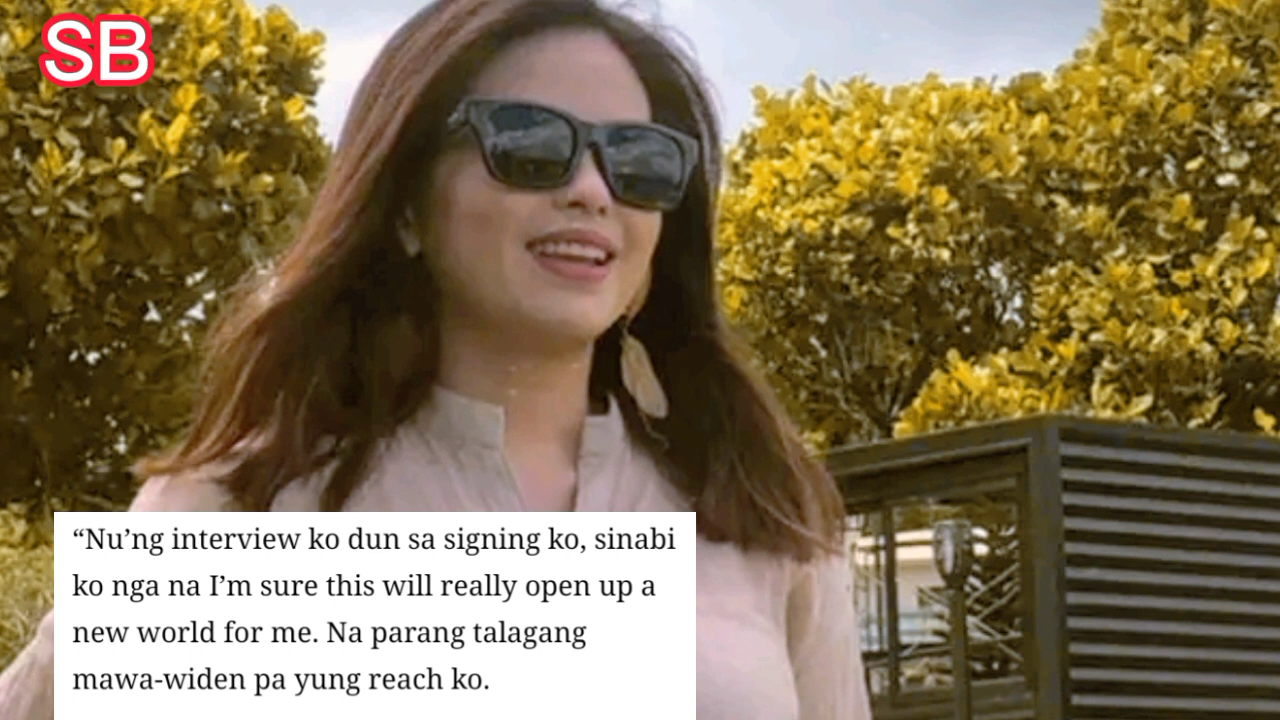 SB
“Nu’ng interview ko dun sa signing ko, sinabi
ko nga na I’m sure this will really open up a
new world for me. Na parang talagang
mawa-widen pa yung reach ko.